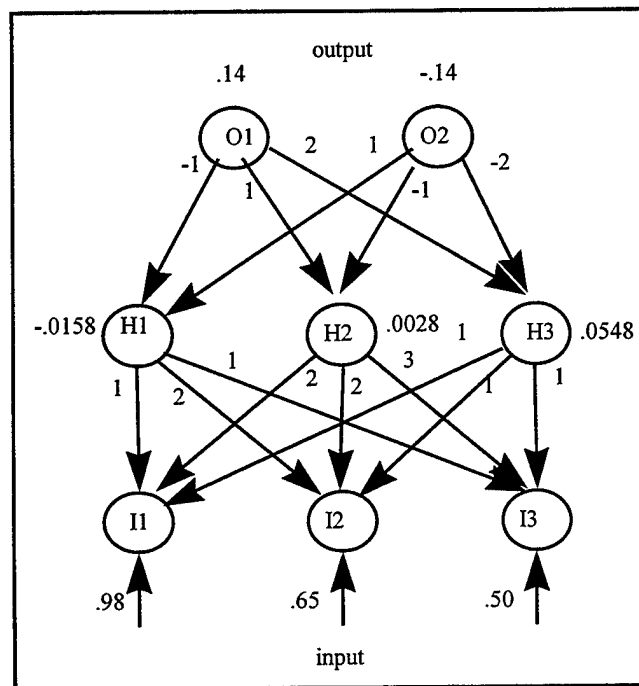 output
.14 -.14
O1 O2
-1 1 2 1 -1 -2
-.0158 H1 H2 .0028 H3 .0548
1 2 1 2 2 3 1 1 1
I1 I2 I3
.98 .65 .50
input